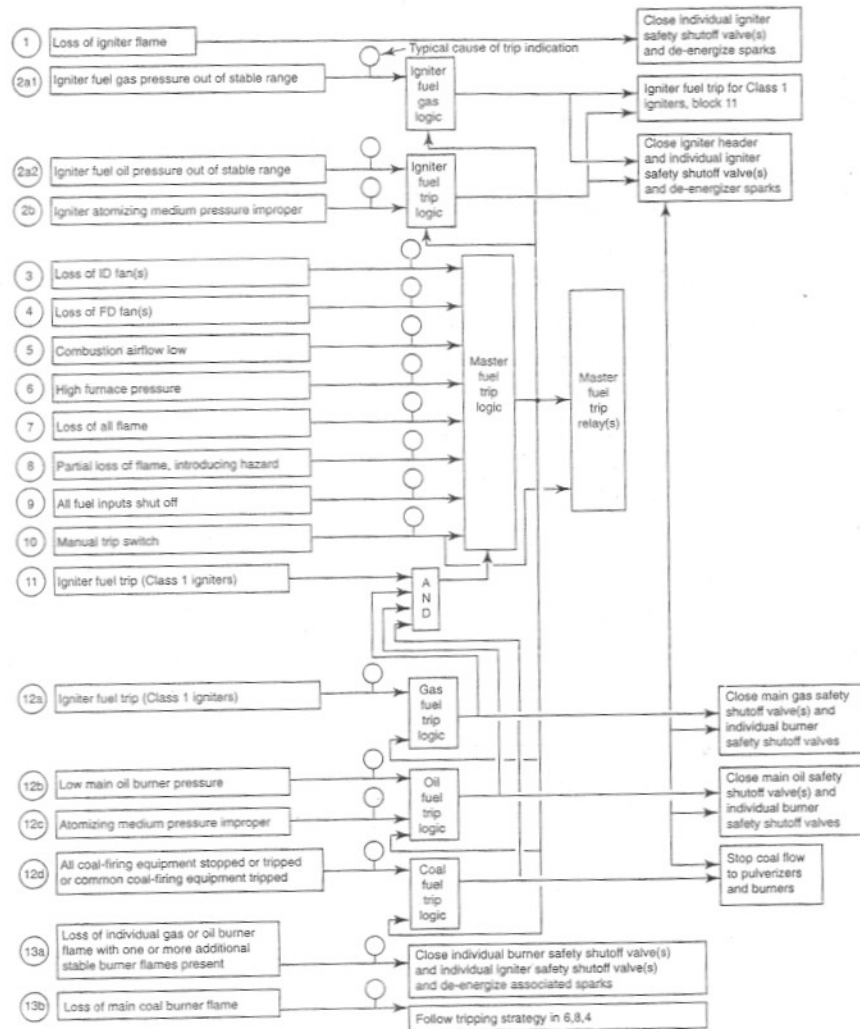 1
Loss of igniter flame
Close individual igniter
safety shutoff valve(s)
and de-energize sparks
Typical cause of trip indication
2a1
Igniter fuel gas pressure out of stable range
Igniter
fuel
gas
logic
Igniter fuel trip for Class 1
igniters, block 11
2a2
Igniter fuel oil pressure out of stable range
2b
Igniter atomizing medium pressure improper
Igniter
fuel
trip
logic
Close igniter header
and individual igniter
safety shutoff valve(s)
and de-energizer sparks
3
Loss of ID fan(s)
4
Loss of FD fan(s)
5
Combustion airflow low
6
High furnace pressure
7
Loss of all flame
8
Partial loss of flame, introducing hazard
9
All fuel inputs shut off
10
Manual trip switch
Master
fuel
trip
logic
Master
fuel
trip
relay(s)
11
Igniter fuel trip (Class 1 igniters)
A
N
D
12a
Igniter fuel trip (Class 1 igniters)
Gas
fuel
trip
logic
Close main gas safety
shutoff valve(s) and
individual burner
safety shutoff valves
12b
Low main oil burner pressure
12c
Atomizing medium pressure improper
Oil
fuel
trip
logic
Close main oil safety
shutoff valve(s) and
individual burner
safety shutoff valves
12d
All coal-firing equipment stopped or tripped
or common coal-firing equipment tripped
Coal
fuel
trip
logic
Stop coal flow
to pulverizers
and burners
13a
Loss of individual gas or oil burner
flame with one or more additional
stable burner flames present
Close individual burner safety shutoff valve(s)
and individual igniter safety shutoff valve(s)
and de-energize associated sparks
13b
Loss of main coal burner flame
Follow tripping strategy in 6,8,4